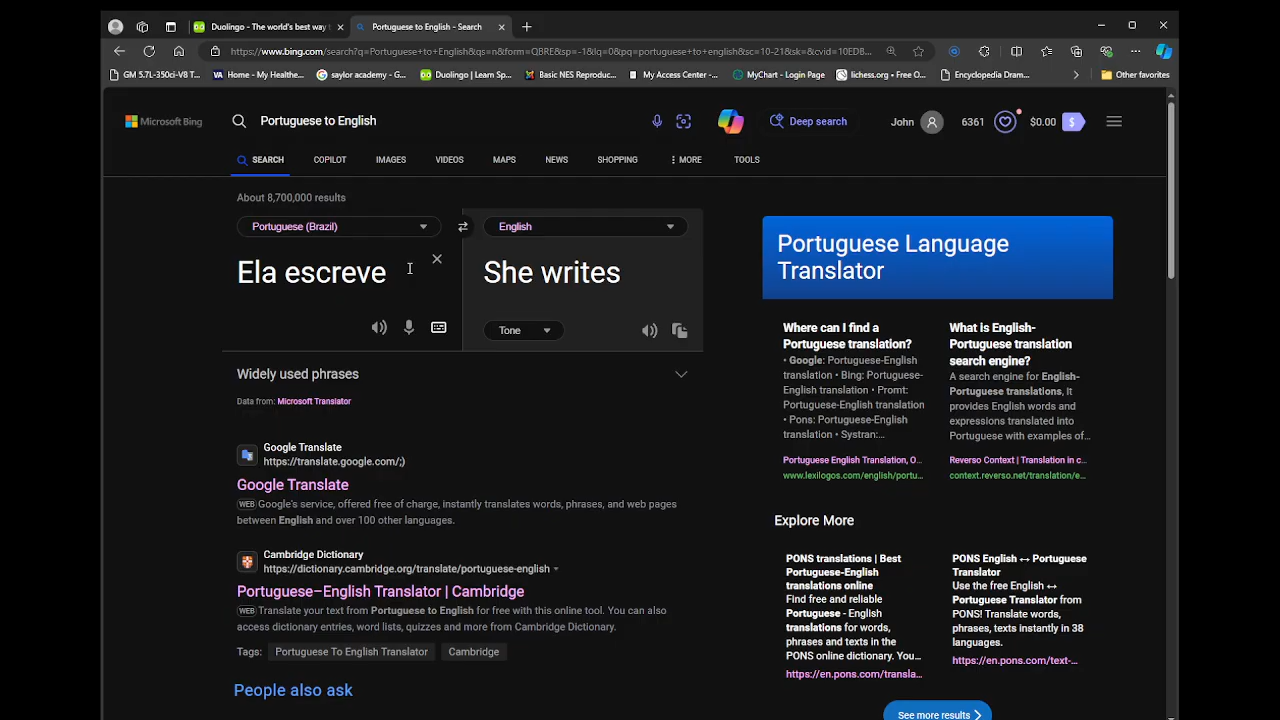 Duolingo - The world's best way t
Portuguese to English - Search
https://www.bing.com/search?q=Portuguese+to+English&qs=n&form=QBRE&sp=-1&lq=0&pq=portuguese+to+english&sc=10-21&sk=&cvid=10EDB...
GM 5.7L-350ci-V8 T...
Home - My Healthe...
saylor academy - G...
Duolingo | Learn Sp...
Basic NES Reproduc...
My Access Center -...
MyChart - Login Page
lichess.org • Free O...
Encyclopedia Dram...
Other favorites
Microsoft Bing
Portuguese to English
Deep search
John
6361
$0.00
$
SEARCH
COPILOT
IMAGES
VIDEOS
MAPS
NEWS
SHOPPING
MORE
TOOLS
About 8,700,000 results
Portuguese (Brazil)
English
Ela escreve
She writes
Tone
Widely used phrases
Data from: Microsoft Translator
Google Translate
https://translate.google.com/;)
Google Translate
WEB Google's service, offered free of charge, instantly translates words, phrases, and web pages
between English and over 100 other languages.
Cambridge Dictionary
https://dictionary.cambridge.org/translate/portuguese-english
Portuguese–English Translator | Cambridge
WEB Translate your text from Portuguese to English for free with this online tool. You can also
access dictionary entries, word lists, quizzes and more from Cambridge Dictionary.
Tags: Portuguese To English Translator Cambridge
People also ask
Portuguese Language
Translator
Where can I find a
Portuguese translation?
• Google: Portuguese-English
translation • Bing: Portuguese-
English translation • Promt:
Portuguese-English translation
• Pons: Portuguese-English
translation • Systran:...
Portuguese English Translation, O...
www.lexilogos.com/english/portu...
What is English-
Portuguese translation
search engine?
A search engine for English-
Portuguese translations, it
provides English words and
expressions translated into
Portuguese with examples of...
Reverso Context | Translation in c...
context.reverso.net/translation/e...
Explore More
PONS translations | Best
Portuguese-English
translations online
Find free and reliable
Portuguese - English
translations for words,
phrases and texts in the
PONS online dictionary. You...
https://en.pons.com/transla...
PONS English ↔ Portuguese
Translator
Use the free English ↔
Portuguese Translator from
PONS! Translate words,
phrases, texts instantly in 38
languages.
https://en.pons.com/text-...
See more results